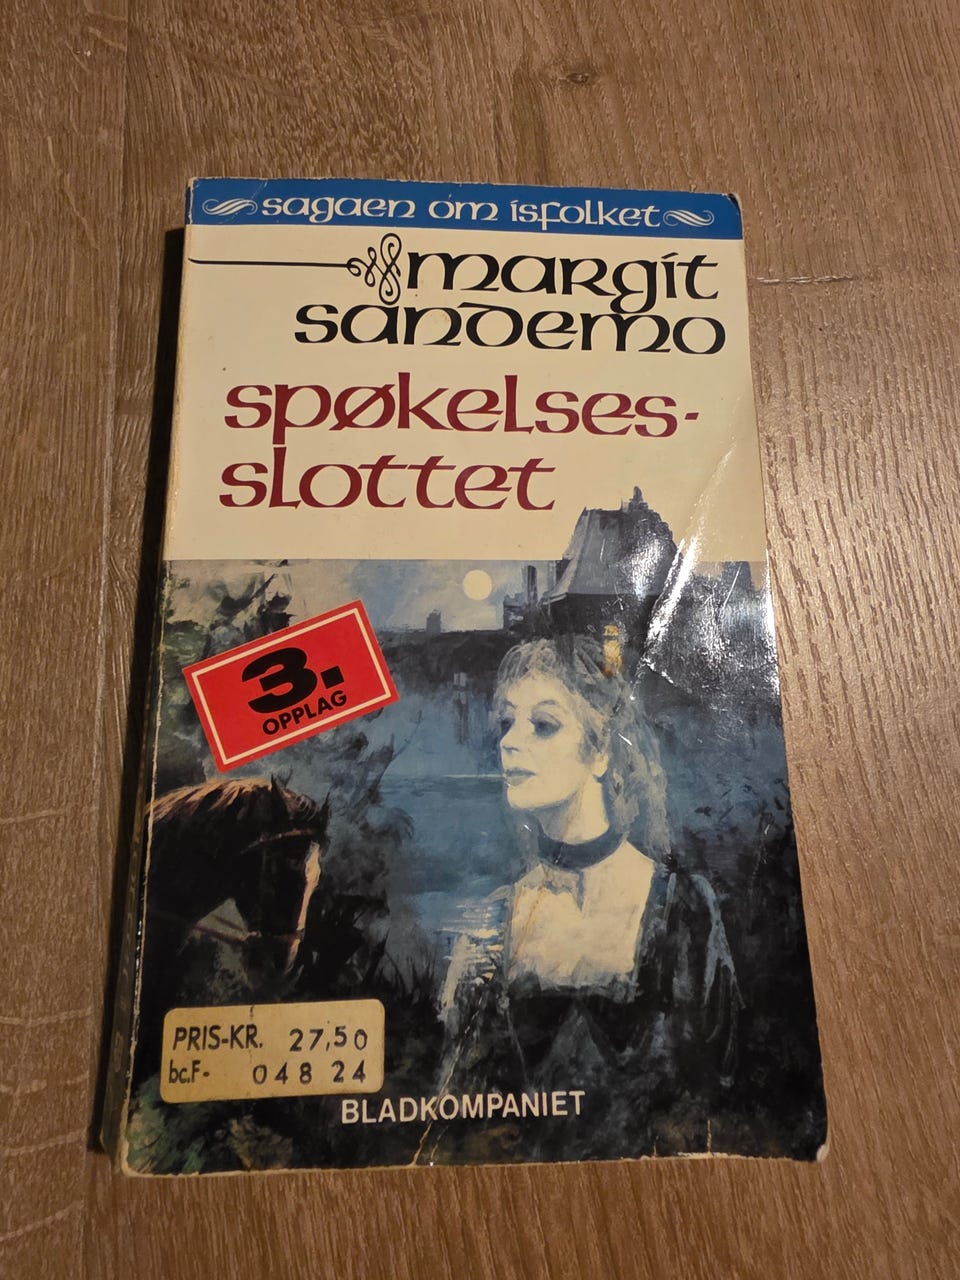 sagaen om isfolket
margit
sandemo
spøkelses-
slottet
3.
OPPLAG
PRIS-KR. 27,50
bc.F- 048 24
BLADKOMPANIET